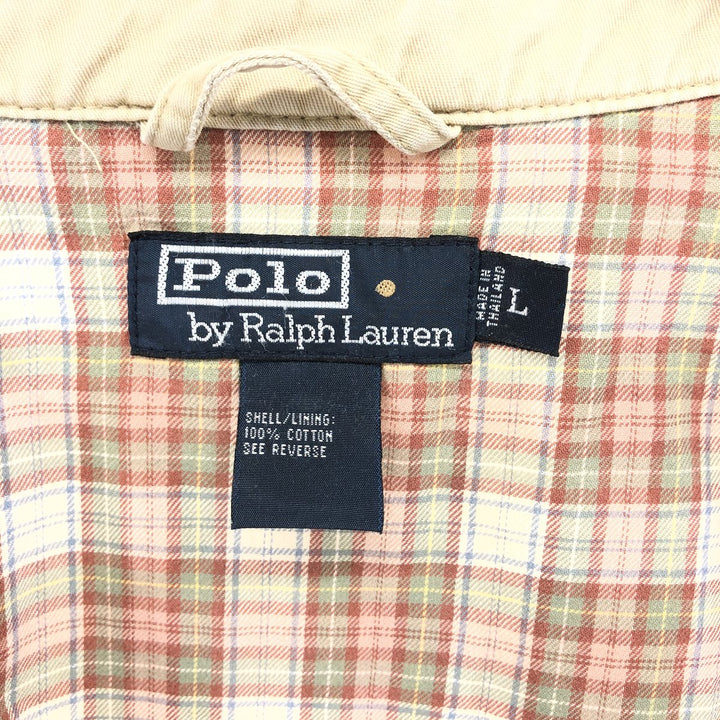 Polo
by Ralph Lauren
MADE IN
THAILAND
L
SHELL/LINING:
100% COTTON
SEE REVERSE